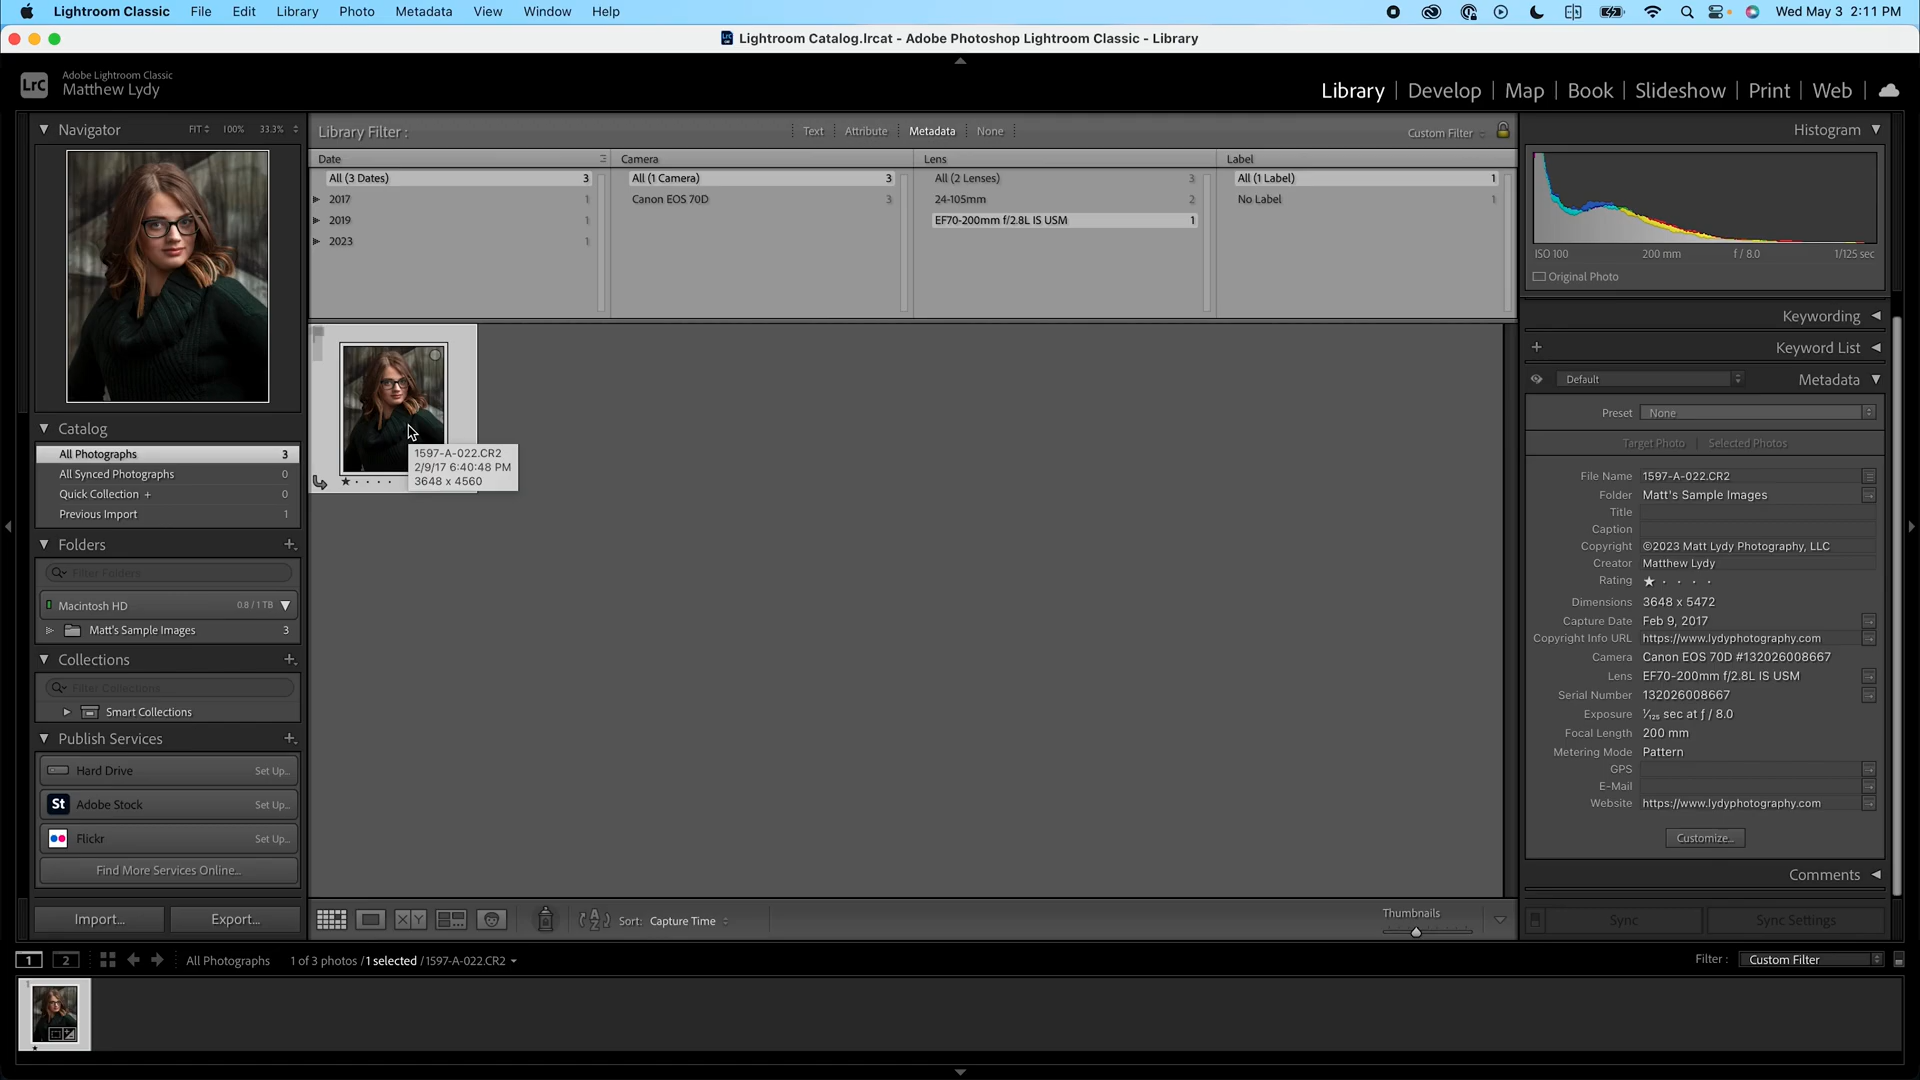 Lightroom Classic File Edit Library Photo Metadata View Window Help Wed May 3 2:11 PM
Lightroom Catalog.lrcat - Adobe Photoshop Lightroom Classic - Library
LrC Adobe Lightroom Classic
Matthew Lydy
Library | Develop | Map | Book | Slideshow | Print | Web
Navigator FIT 100% 33.3%
Catalog
All Photographs 3
All Synced Photographs 0
Quick Collection + 0
Previous Import 1
Folders
Filter Folders
Macintosh HD 0.8 / 1 TB
Matt's Sample Images 3
Collections
Filter Collections
Smart Collections
Publish Services
Hard Drive Set Up...
St Adobe Stock Set Up...
Flickr Set Up...
Find More Services Online...
Import... Export...
Library Filter : Text Attribute Metadata None Custom Filter
Date Camera Lens Label
All (3 Dates) 3 All (1 Camera) 3 All (2 Lenses) 3 All (1 Label) 1
2017 1 Canon EOS 70D 3 24-105mm 2 No Label 1
2019 1 EF70-200mm f/2.8L IS USM 1
2023 1
1597-A-022.CR2
2/9/17 6:40:48 PM
3648 x 4560
X Y Sort: Capture Time Thumbnails
Histogram
ISO 100 200 mm f / 8.0 1/125 sec
Original Photo
Keywording
+ Keyword List
Default Metadata
Preset None
Target Photo | Selected Photos
File Name 1597-A-022.CR2
Folder Matt's Sample Images
Title
Caption
Copyright ©2023 Matt Lydy Photography, LLC
Creator Matthew Lydy
Rating ★ · · · ·
Dimensions 3648 x 5472
Capture Date Feb 9, 2017
Copyright Info URL https://www.lydyphotography.com
Camera Canon EOS 70D #132026008667
Lens EF70-200mm f/2.8L IS USM
Serial Number 132026008667
Exposure 1⁄125 sec at ƒ / 8.0
Focal Length 200 mm
Metering Mode Pattern
GPS
E-Mail
Website https://www.lydyphotography.com
Customize...
Comments
Sync Sync Settings
1 2 All Photographs 1 of 3 photos / 1 selected / 1597-A-022.CR2 Filter : Custom Filter
1